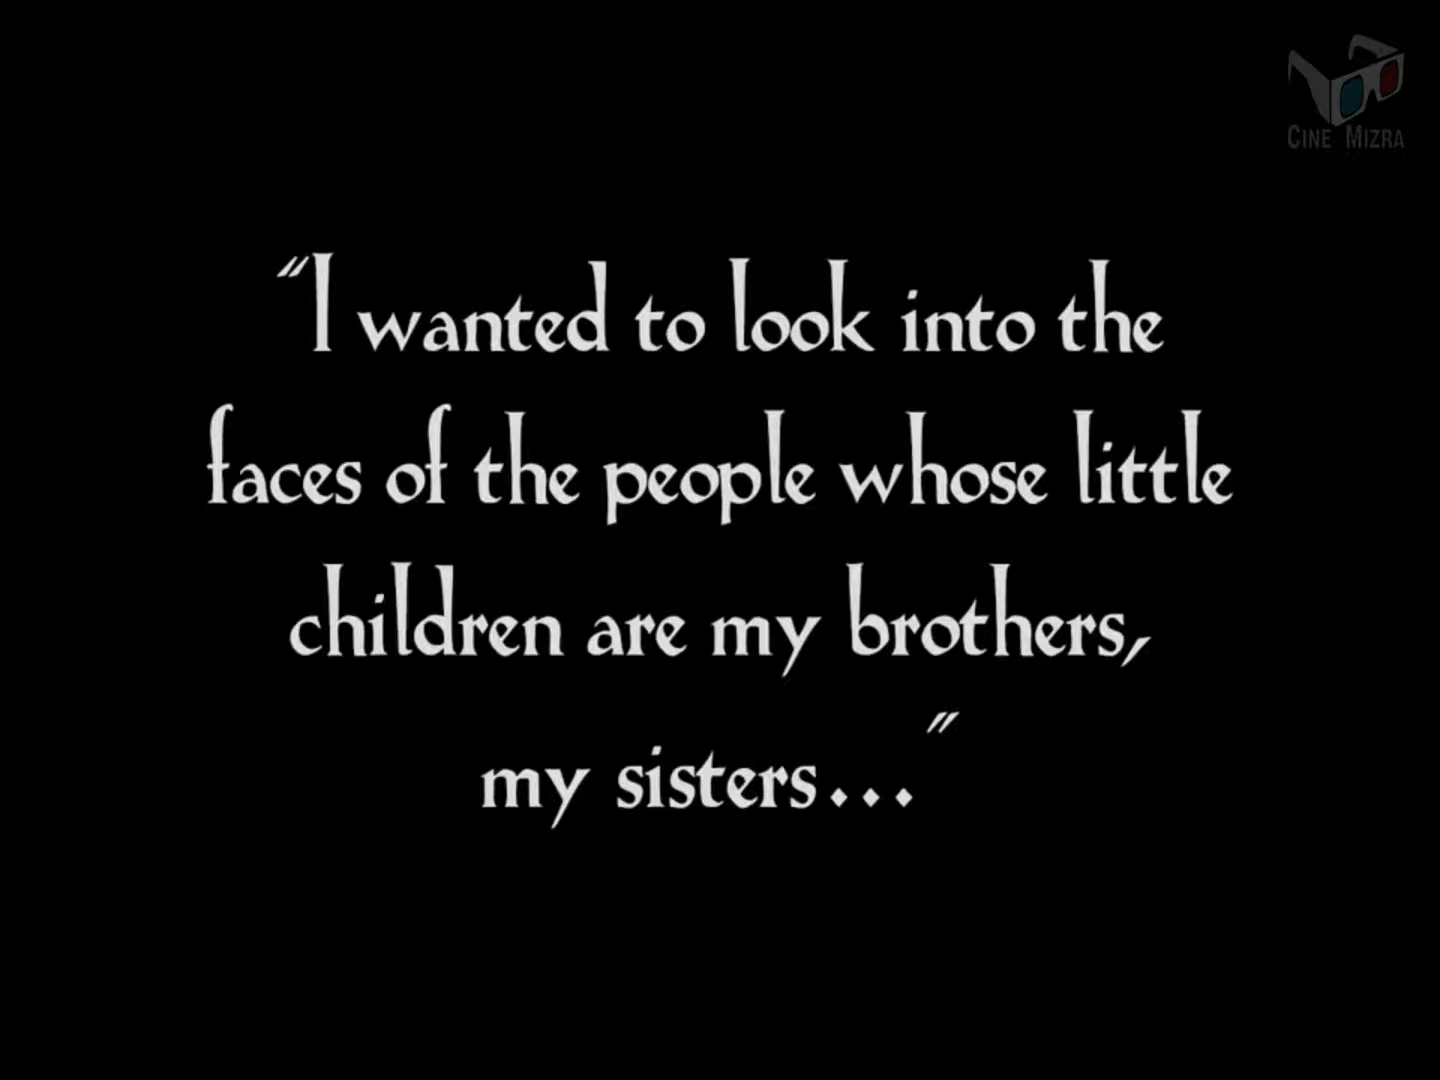 CINE MIZRA
"I wanted to look into the
faces of the people whose little
children are my brothers,
my sisters..."